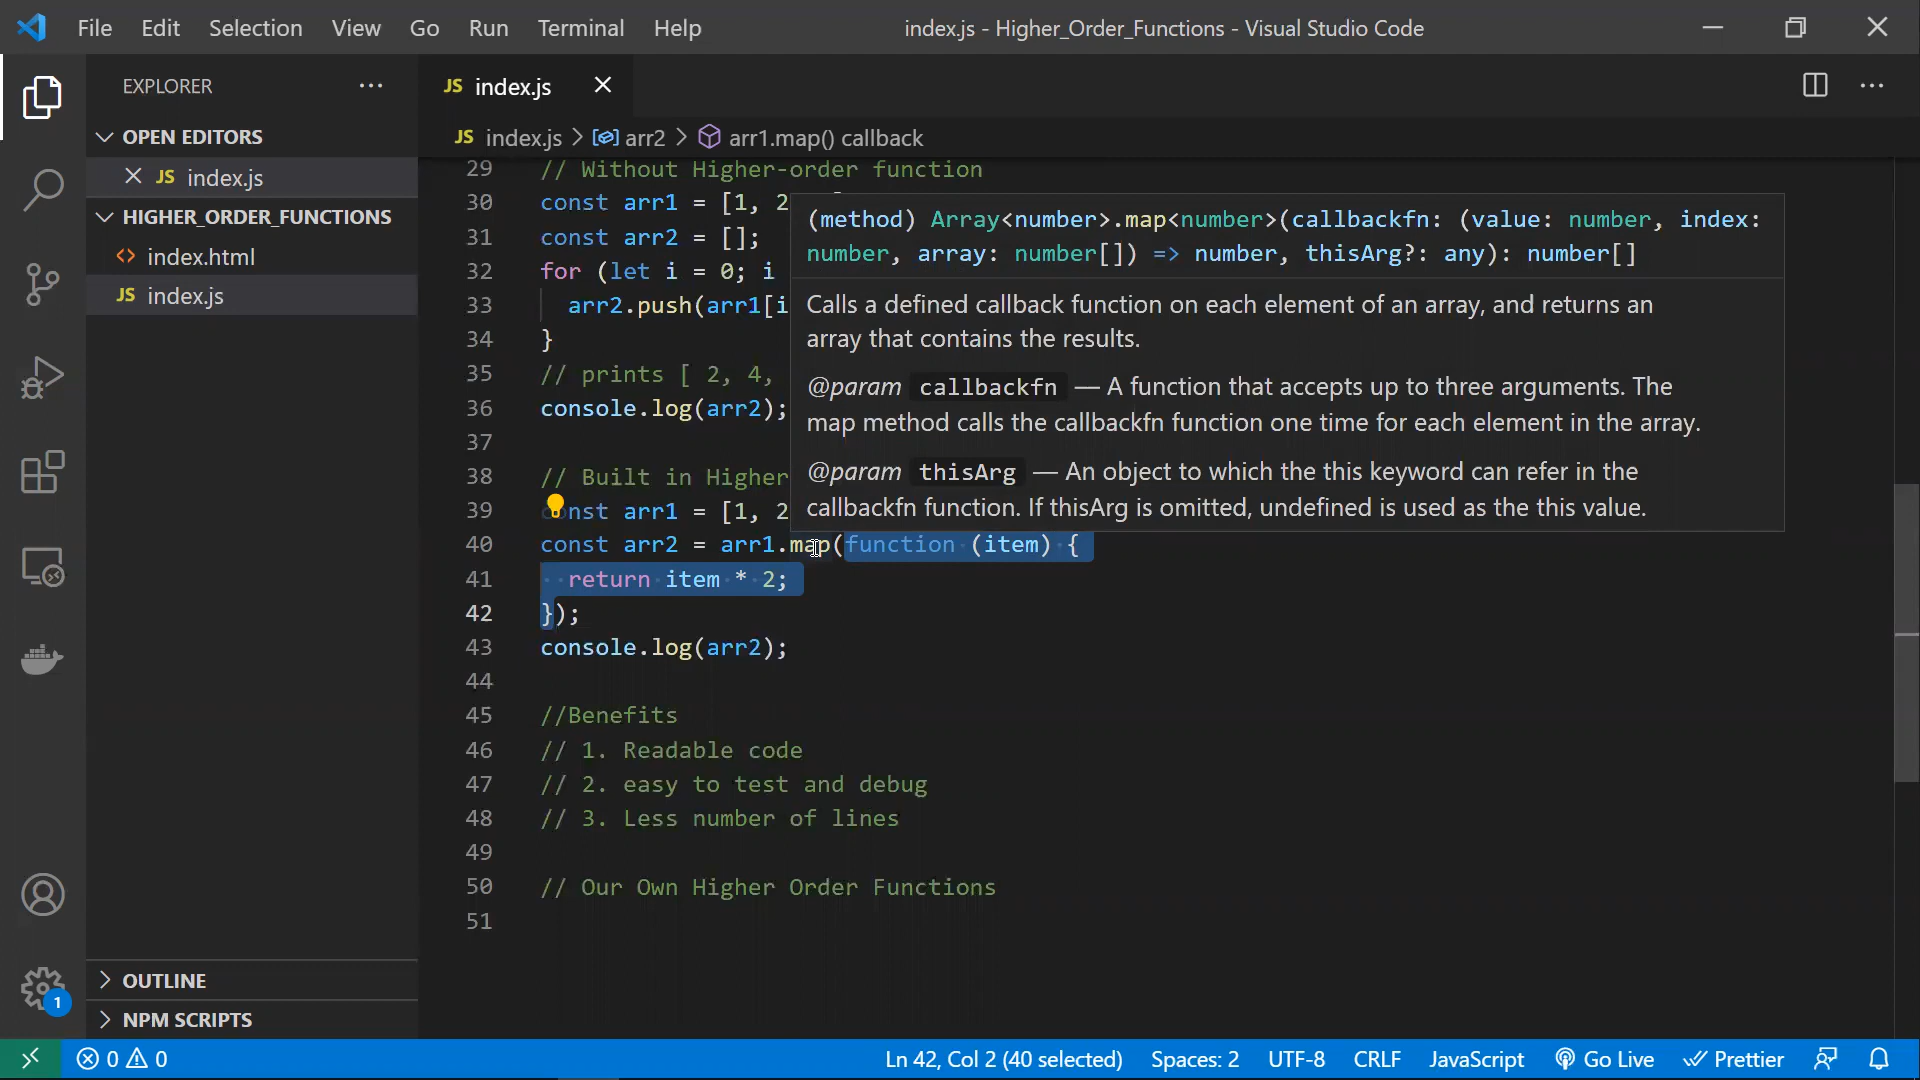 File Edit Selection View Go Run Terminal Help index.js - Higher_Order_Functions - Visual Studio Code
EXPLORER
OPEN EDITORS
JS index.js
HIGHER_ORDER_FUNCTIONS
<> index.html
JS index.js
OUTLINE
NPM SCRIPTS
1
JS index.js
JS index.js > arr2 > arr1.map() callback
29 // Without Higher-order function
30 const arr1 = [1, 2
31 const arr2 = [];
32 for (let i = 0; i
33 arr2.push(arr1[i
34 }
35 // prints [ 2, 4,
36 console.log(arr2);
37
38 // Built in Higher
39 const arr1 = [1, 2
40 const arr2 = arr1.map(function (item) {
41 return item * 2;
42 });
43 console.log(arr2);
44
45 //Benefits
46 // 1. Readable code
47 // 2. easy to test and debug
48 // 3. Less number of lines
49
50 // Our Own Higher Order Functions
51
(method) Array<number>.map<number>(callbackfn: (value: number, index:
number, array: number[]) => number, thisArg?: any): number[]
Calls a defined callback function on each element of an array, and returns an
array that contains the results.
@param callbackfn — A function that accepts up to three arguments. The
map method calls the callbackfn function one time for each element in the array.
@param thisArg — An object to which the this keyword can refer in the
callbackfn function. If thisArg is omitted, undefined is used as the this value.
0 0 Ln 42, Col 2 (40 selected) Spaces: 2 UTF-8 CRLF JavaScript Go Live Prettier